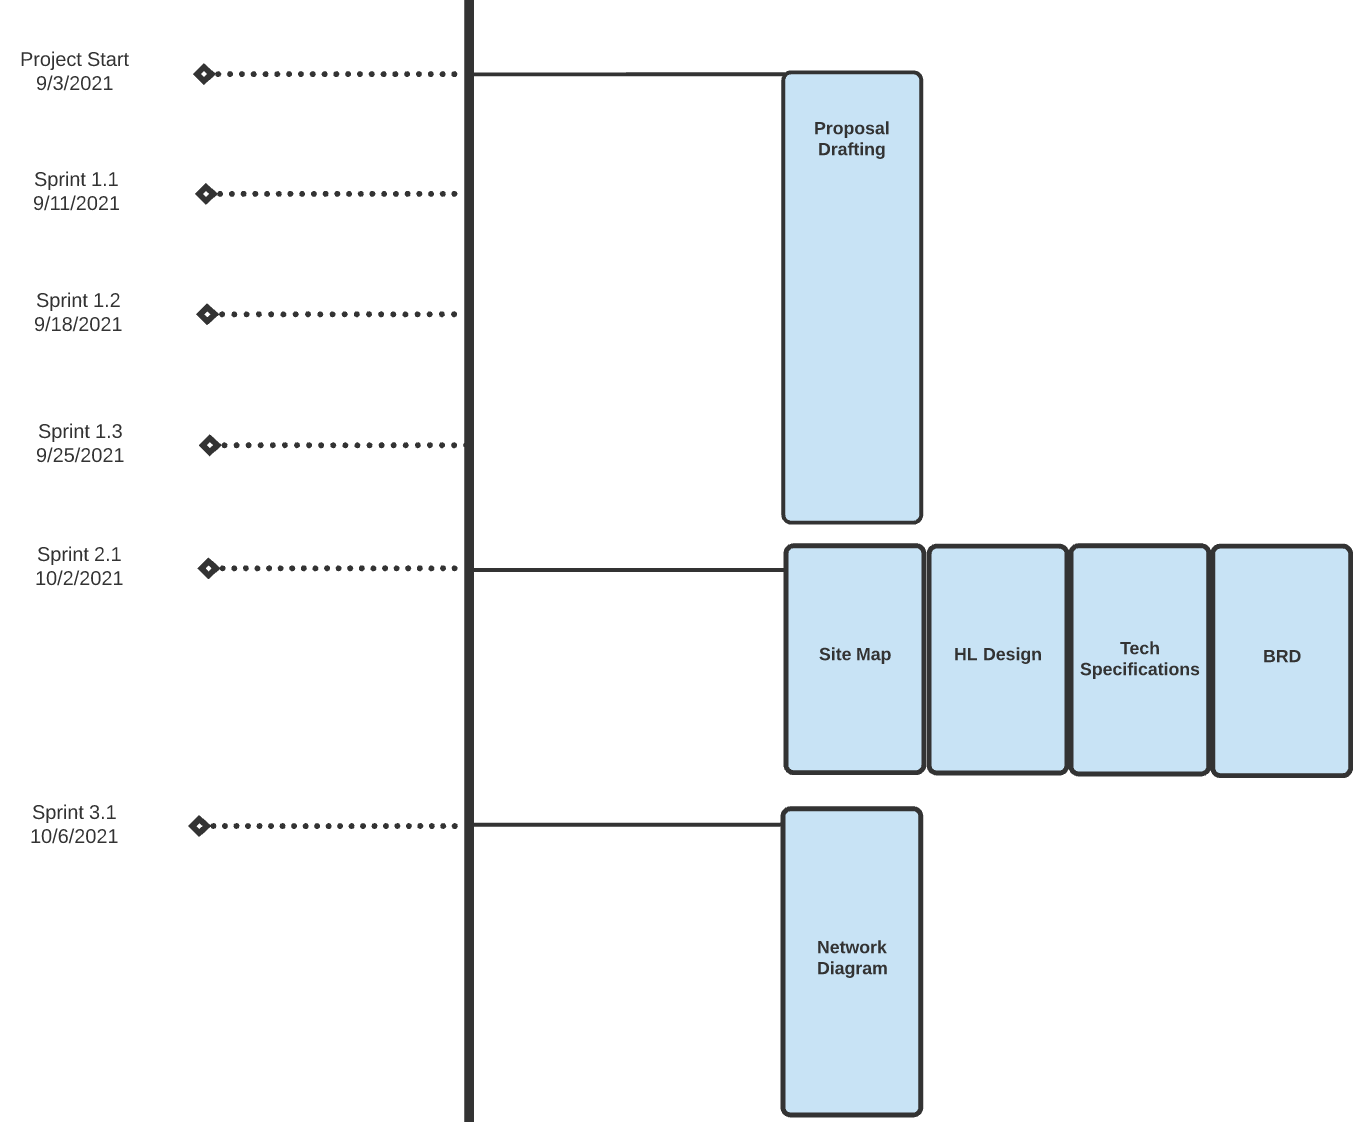 Project Start
9/3/2021
Proposal
Drafting
Sprint 1.1
9/11/2021
Sprint 1.2
9/18/2021
Sprint 1.3
9/25/2021
Sprint 2.1
10/2/2021
Site Map
HL Design
Tech
Specifications
BRD
Sprint 3.1
10/6/2021
Network
Diagram